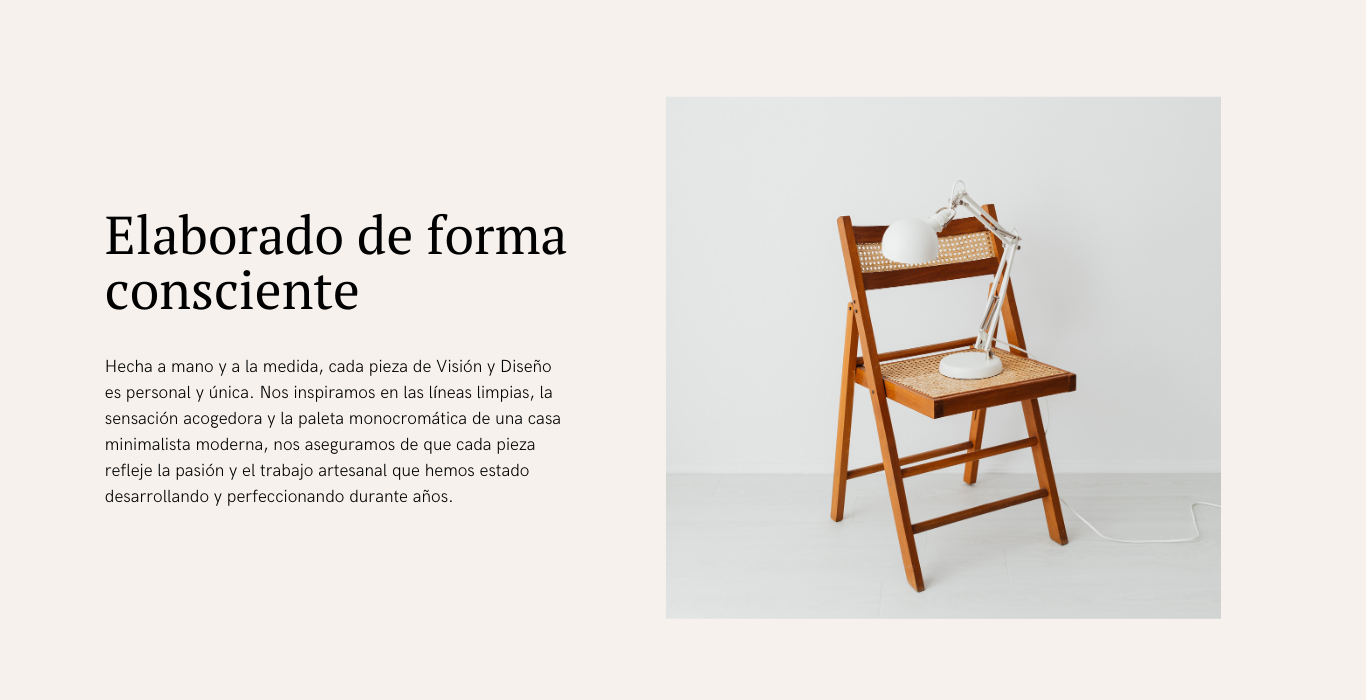 Elaborado de forma
consciente
Hecha a mano y a la medida, cada pieza de Visión y Diseño
es personal y única. Nos inspiramos en las líneas limpias, la
sensación acogedora y la paleta monocromática de una casa
minimalista moderna, nos aseguramos de que cada pieza
refleje la pasión y el trabajo artesanal que hemos estado
desarrollando y perfeccionando durante años.